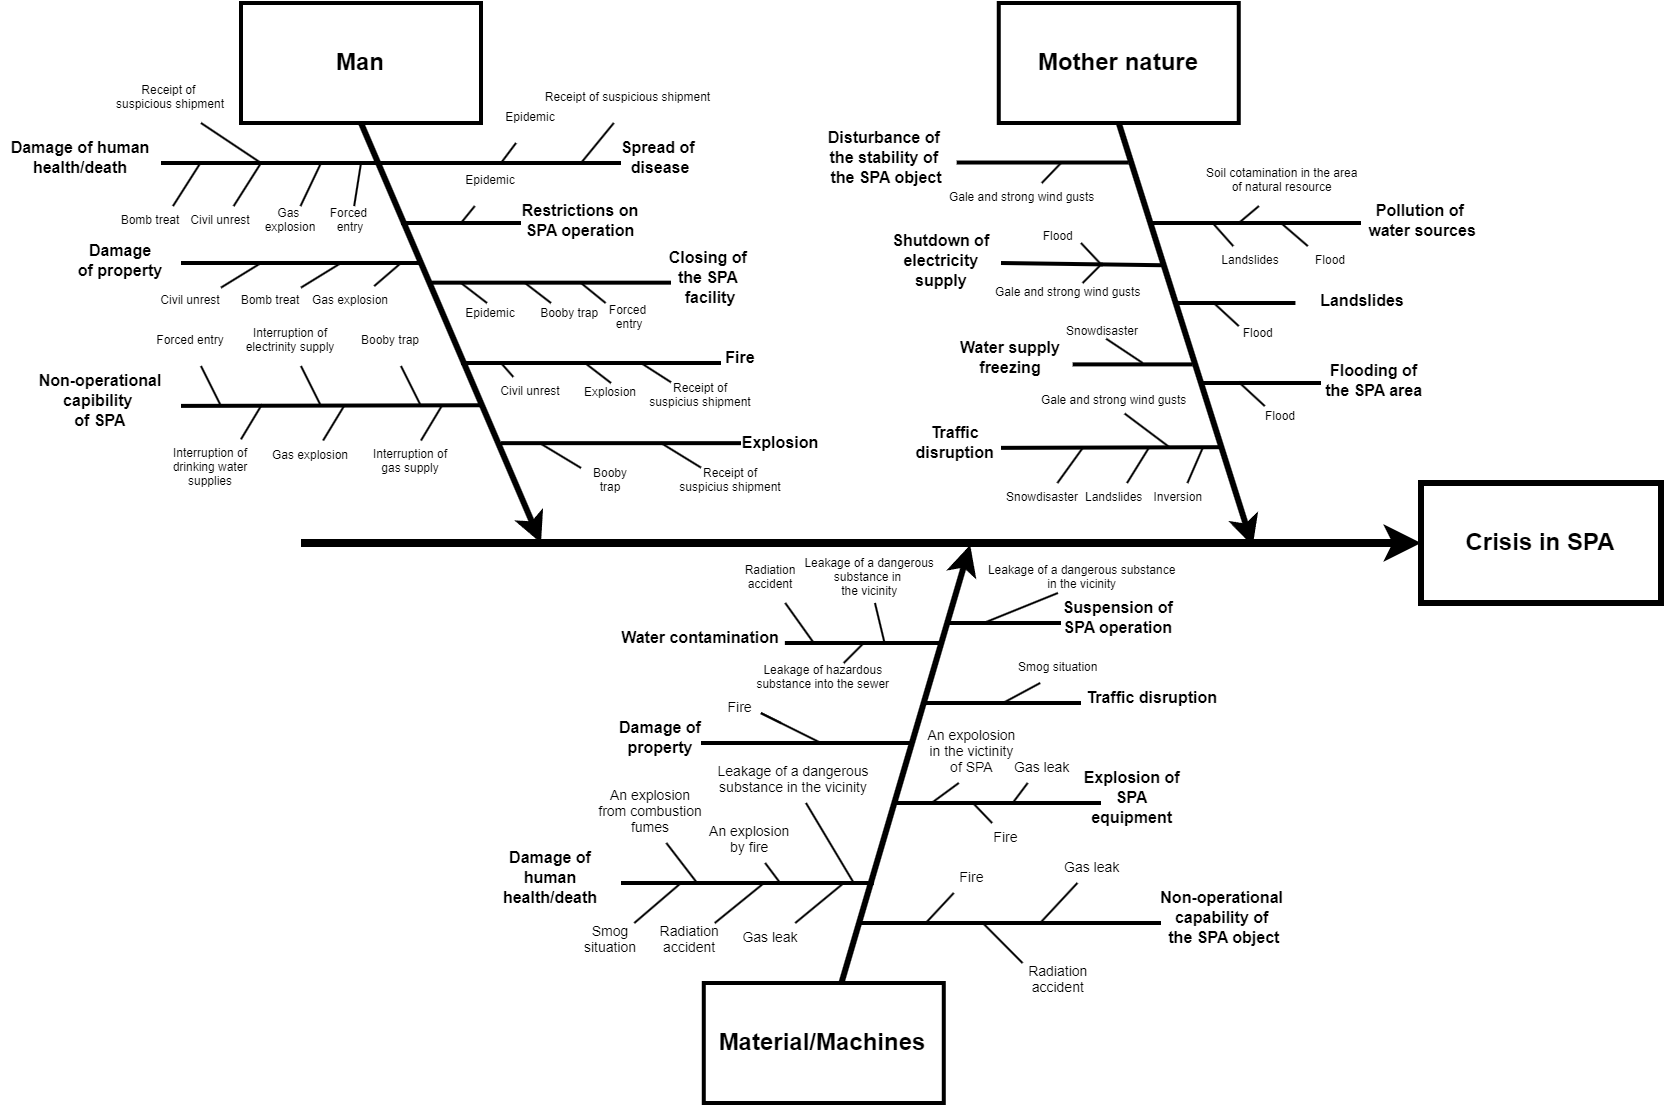 Man
Mother nature
Receipt of
suspicious shipment
Receipt of suspicious shipment
Epidemic
Damage of human
health/death
Spread of
disease
Epidemic
Bomb treat
Civil unrest
Gas
explosion
Forced
entry
Restrictions on
SPA operation
Damage
of property
Closing of
the SPA
facility
Civil unrest
Bomb treat
Gas explosion
Epidemic
Booby trap
Forced
entry
Forced entry
Interruption of
electrinity supply
Booby trap
Fire
Non-operational
capibility
of SPA
Civil unrest
Explosion
Receipt of
suspicius shipment
Explosion
Interruption of
drinking water
supplies
Gas explosion
Interruption of
gas supply
Booby
trap
Receipt of
suspicius shipment
Disturbance of
the stability of
the SPA object
Gale and strong wind gusts
Soil cotamination in the area
of natural resource
Pollution of
water sources
Shutdown of
electricity
supply
Flood
Landslides
Flood
Gale and strong wind gusts
Landslides
Snowdisaster
Flood
Water supply
freezing
Flooding of
the SPA area
Gale and strong wind gusts
Flood
Traffic
disruption
Snowdisaster
Landslides
Inversion
Crisis in SPA
Radiation
accident
Leakage of a dangerous
substance in
the vicinity
Leakage of a dangerous substance
in the vicinity
Suspension of
SPA operation
Water contamination
Leakage of hazardous
substance into the sewer
Smog situation
Traffic disruption
Fire
Damage of
property
An expolosion
in the victinity
of SPA
Gas leak
Leakage of a dangerous
substance in the vicinity
Explosion of
SPA
equipment
An explosion
from combustion
fumes
An explosion
by fire
Fire
Damage of
human
health/death
Fire
Gas leak
Smog
situation
Radiation
accident
Gas leak
Non-operational
capability of
the SPA object
Radiation
accident
Material/Machines